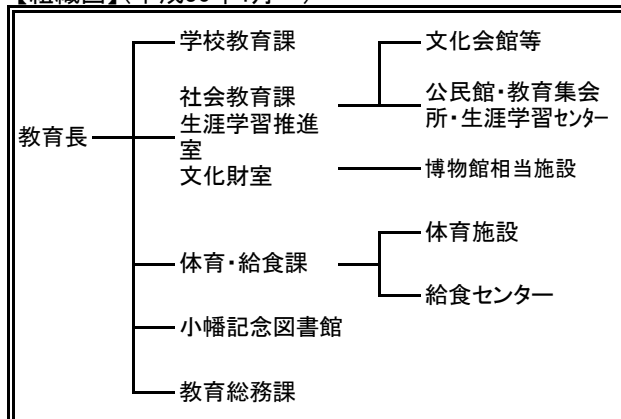 学校教育課
文化会館等
社会教育課
生涯学習推進
室
文化財室
公民館・教育集会
所・生涯学習センター
教育長
博物館相当施設
体育施設
体育・給食課
給食センター
小幡記念図書館
教育総務課